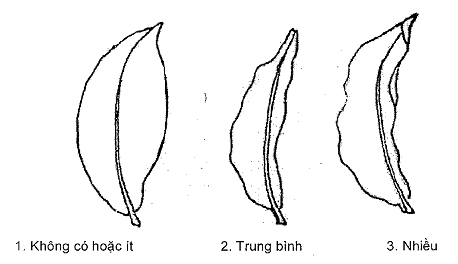 1. Không có hoặc ít 2. Trung bình 3. Nhiều